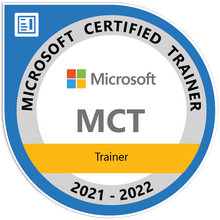 MICROSOFT CERTIFIED TRAINER
Microsoft
MCT
Trainer
2021 - 2022